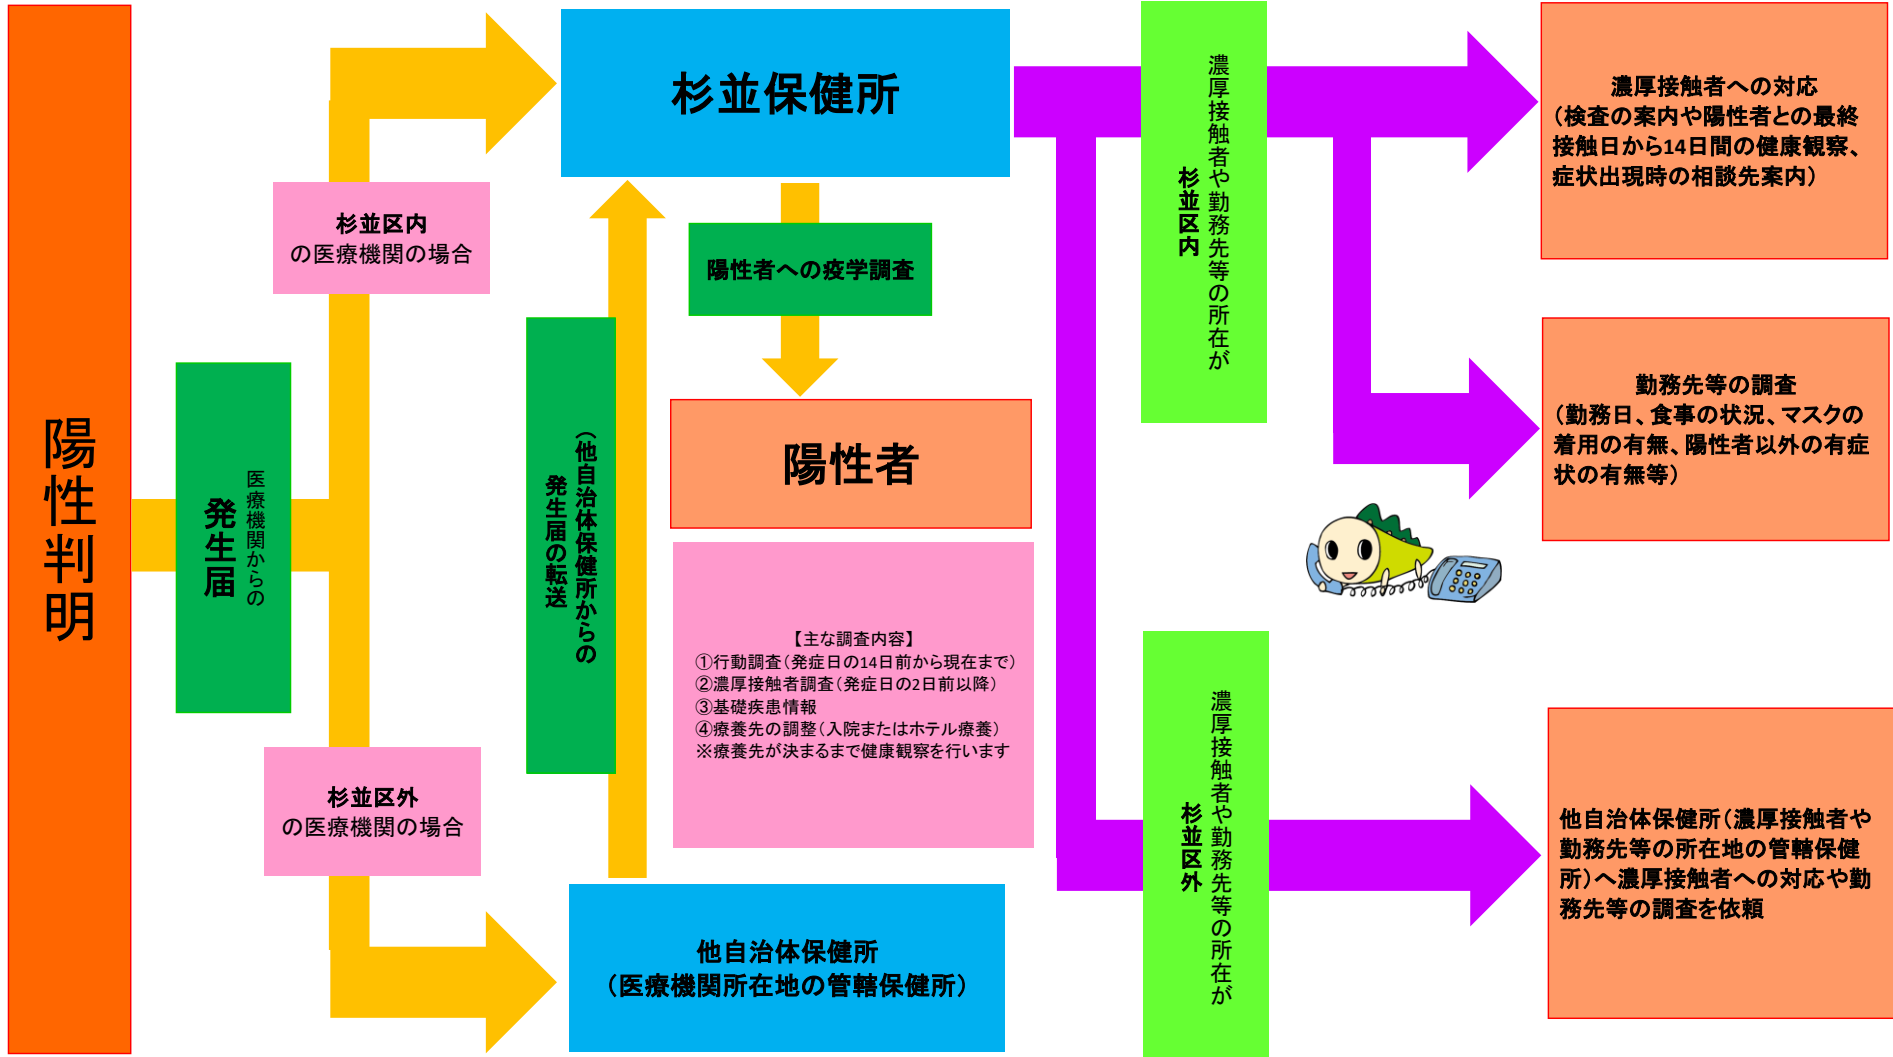 陽性判明
医療機関からの
発生届
杉並区内
の医療機関の場合
杉並区外
の医療機関の場合
杉並保健所
陽性者への疫学調査
（他自治体保健所からの
発生届の転送
陽性者
【主な調査内容】
①行動調査（発症日の14日前から現在まで）
②濃厚接触者調査（発症日の2日前以降）
③基礎疾患情報
④療養先の調整（入院またはホテル療養）
※療養先が決まるまで健康観察を行います
他自治体保健所
（医療機関所在地の管轄保健所）
濃厚接触者や勤務先等の所在が
杉並区内
濃厚接触者への対応
（検査の案内や陽性者との最終
接触日から14日間の健康観察、
症状出現時の相談先案内）
勤務先等の調査
（勤務日、食事の状況、マスクの
着用の有無、陽性者以外の有症
状の有無等）
濃厚接触者や勤務先等の所在が
杉並区外
他自治体保健所（濃厚接触者や
勤務先等の所在地の管轄保健
所）へ濃厚接触者への対応や勤
務先等の調査を依頼